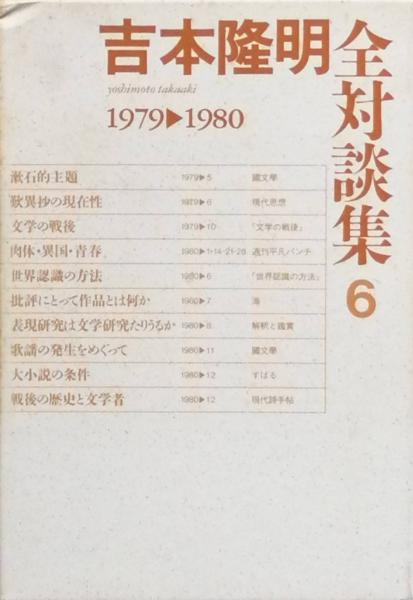 吉本隆明
全対談集
6
yoshimoto takaaki
1979▶1980
漱石的主題 1979▶5 國文學
歎異抄の現在性 1979▶6 現代思想
文学の戦後 1979▶10 「文学の戦後」
肉体・異国・青春 1980▶1・14・21・28 週刊平凡パンチ
世界認識の方法 1980▶6 「世界認識の方法」
批評にとって作品とは何か 1980▶7 海
表現研究は文学研究たりうるか 1980▶8 解釈と鑑賞
歌謡の発生をめぐって 1980▶11 國文學
大小説の条件 1980▶12 すばる
戦後の歴史と文学者 1980▶12 現代詩手帖